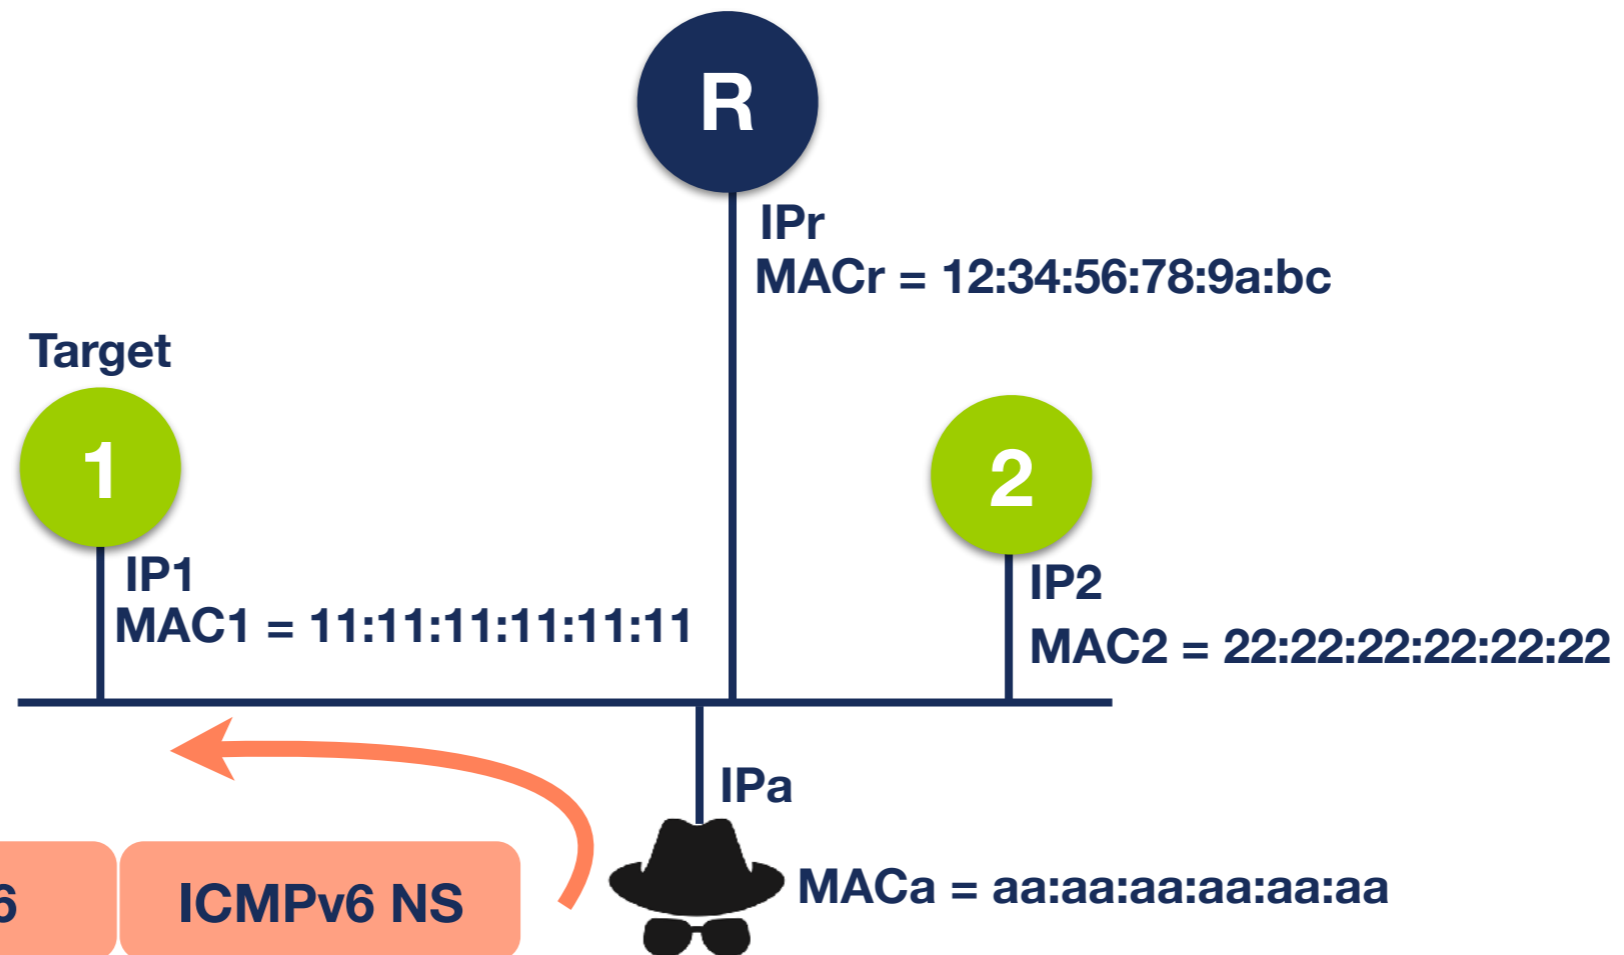 R
IPr
MACr = 12:34:56:78:9a:bc
Target
1
2
IP1
MAC1 = 11:11:11:11:11:11
IP2
MAC2 = 22:22:22:22:22:22
IPa
MACa = aa:aa:aa:aa:aa:aa
6
ICMPv6 NS